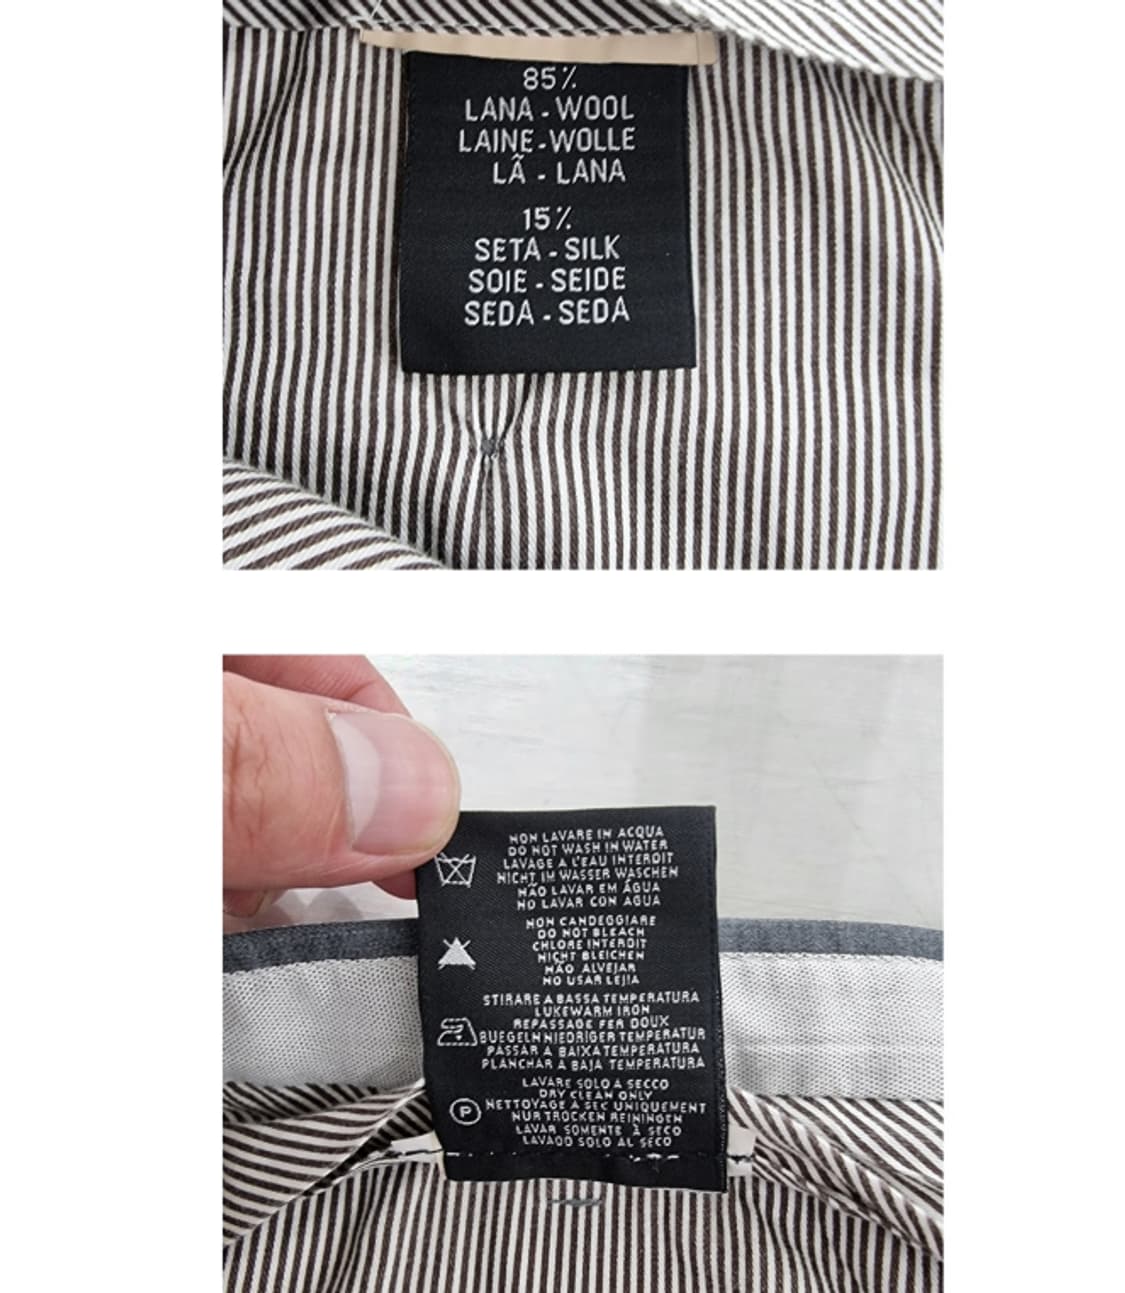 85%
LANA - WOOL
LAINE - WOLLE
LÃ - LANA
15%
SETA - SILK
SOIE - SEIDE
SEDA - SEDA
NON LAVARE IN ACQUA
DO NOT WASH IN WATER
LAVAGE A L'EAU INTERDIT
NICHT IM WASSER WASCHEN
NÃO LAVAR EM ÁGUA
NO LAVAR CON AGUA
NON CANDEGGIARE
DO NOT BLEACH
CHLORE INTERDIT
NICHT BLEICHEN
NÃO ALVEJAR
NO USAR LEJIA
STIRARE A BASSA TEMPERATURA
LUKEWARM IRON
REPASSAGE FER DOUX
BUEGELN NIEDRIGER TEMPERATUR
PASSAR A BAIXA TEMPERATURA
PLANCHAR A BAJA TEMPERATURA
LAVARE SOLO A SECCO
DRY CLEAN ONLY
P NETTOYAGE À SEC UNIQUEMENT
NUR TROCKEN REININGEN
LAVAR SOMENTE À SECO
LAVADO SOLO AL SECO